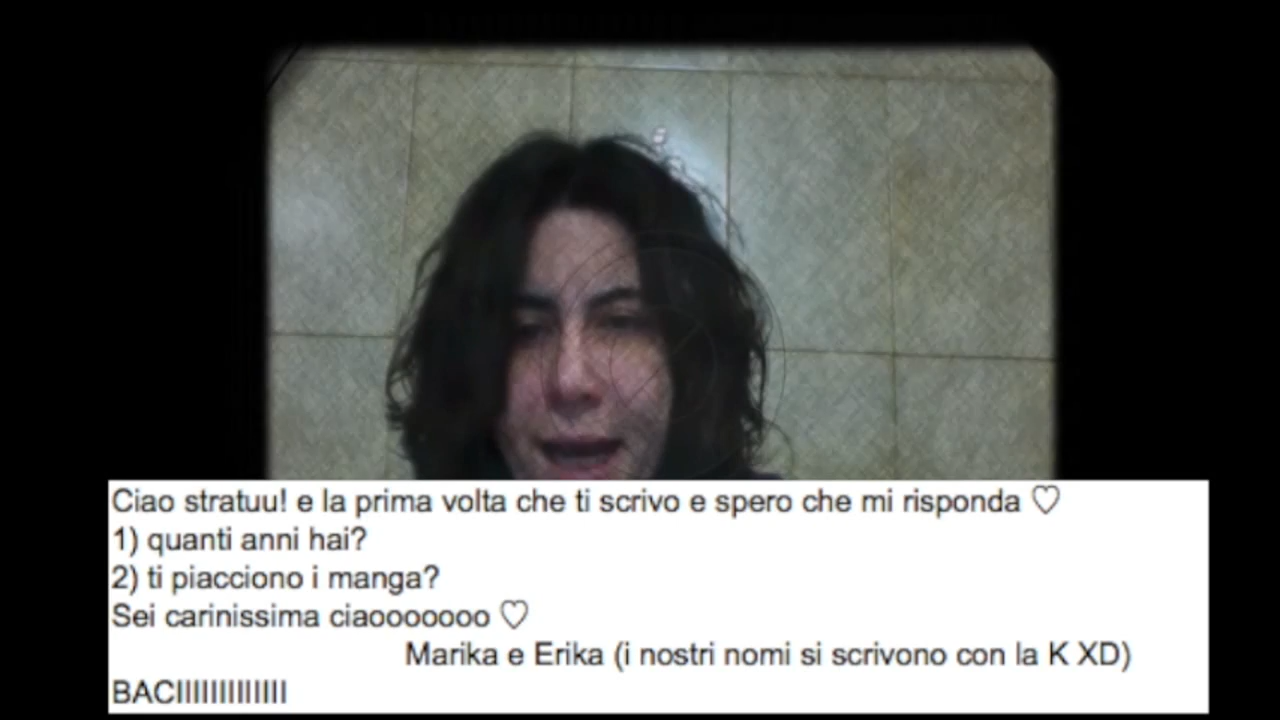 Ciao stratuu! e la prima volta che ti scrivo e spero che mi risponda ♡
1) quanti anni hai?
2) ti piacciono i manga?
Sei carinissima ciaooooooo ♡
Marika e Erika (i nostri nomi si scrivono con la K XD)
BACIIIIIIIIIIIII